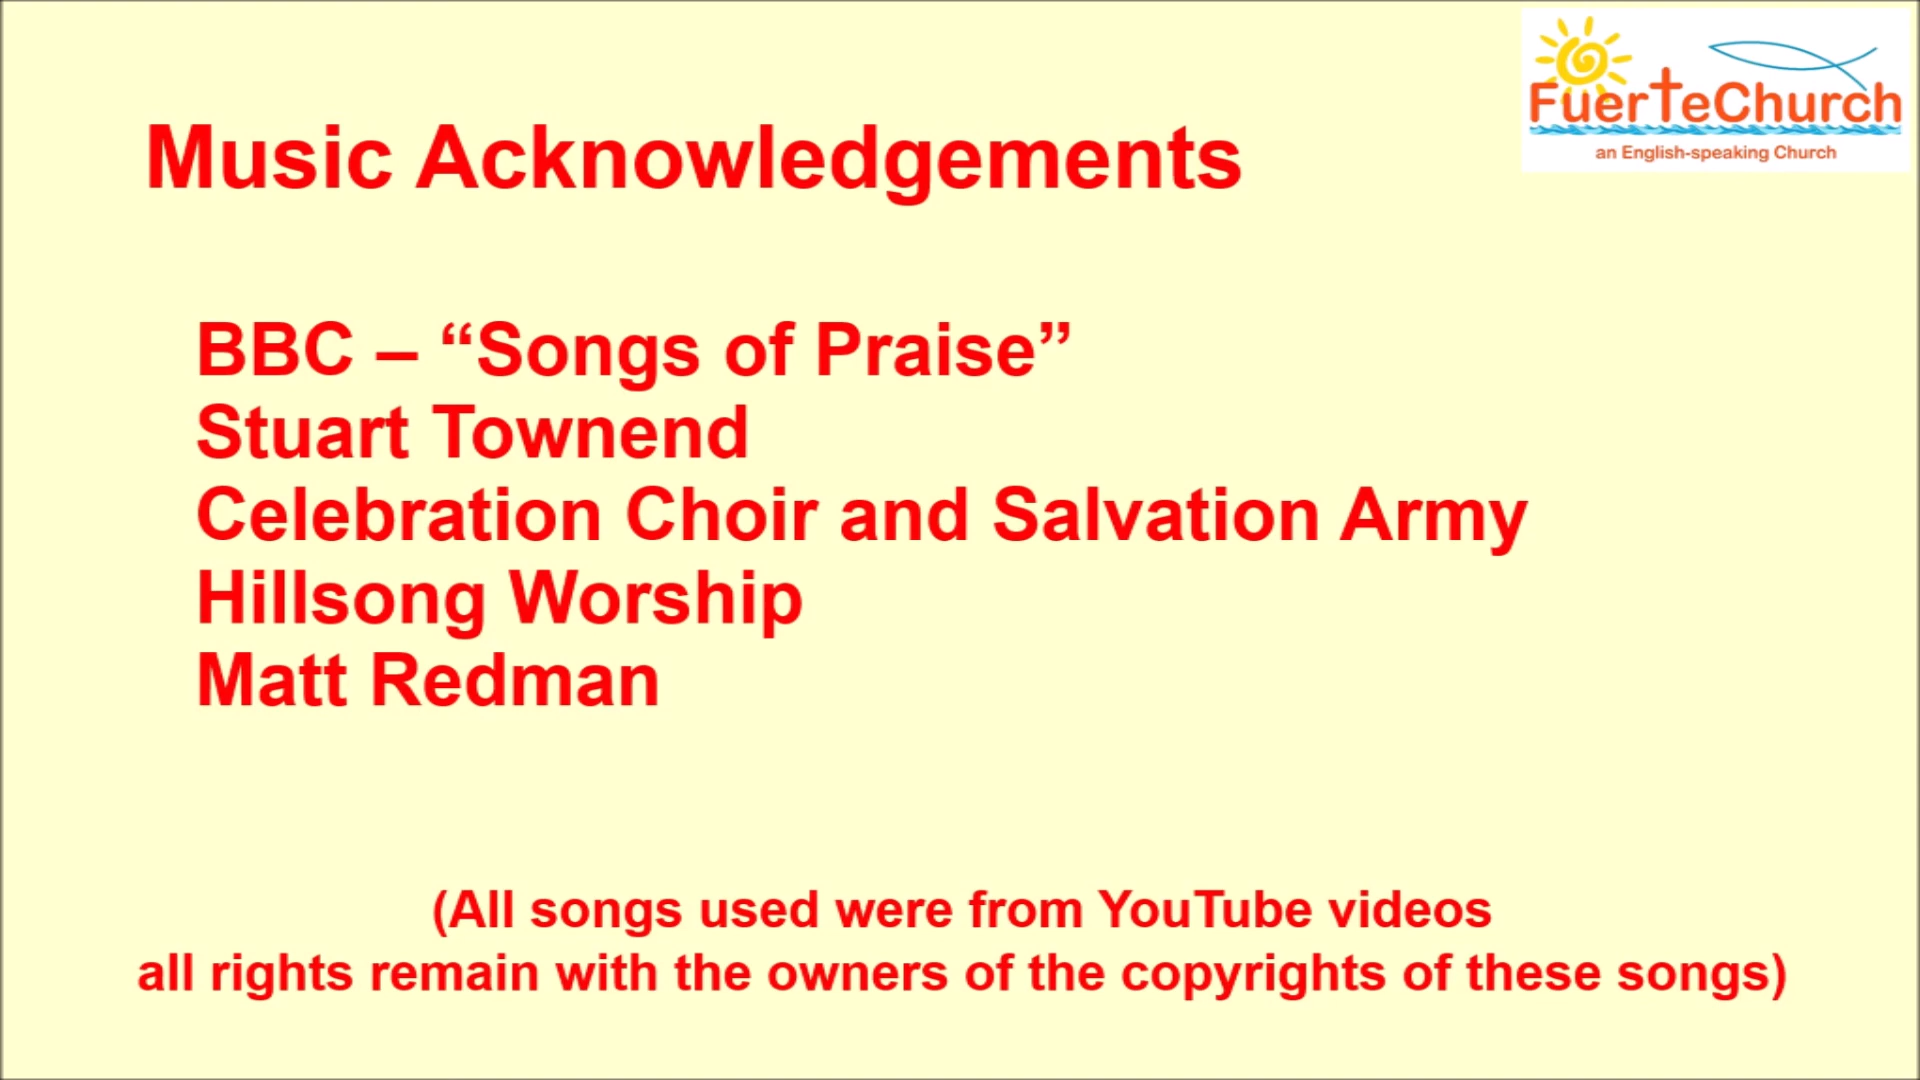 FuerTeChurch
an English-speaking Church
Music Acknowledgements
BBC – “Songs of Praise”
Stuart Townend
Celebration Choir and Salvation Army
Hillsong Worship
Matt Redman
(All songs used were from YouTube videos
all rights remain with the owners of the copyrights of these songs)